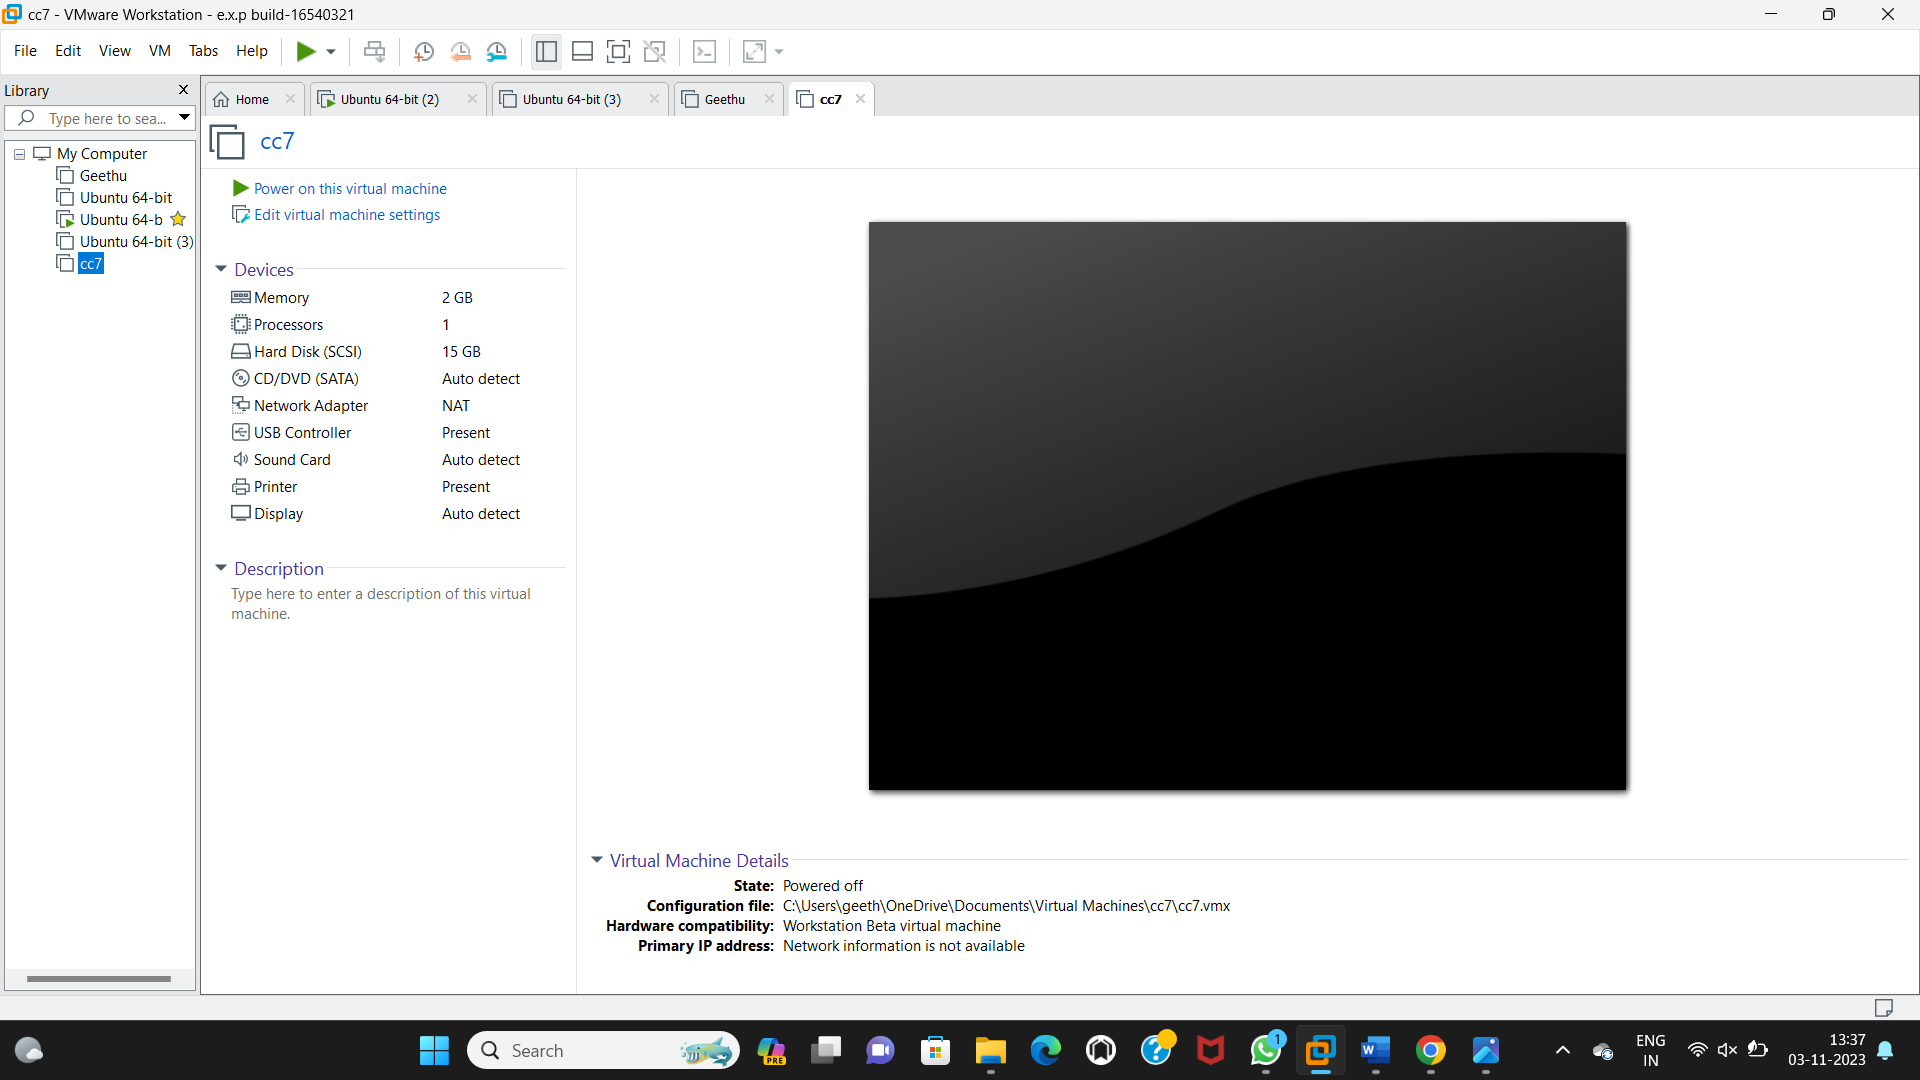 cc7 - VMware Workstation - e.x.p build-16540321
File Edit View VM Tabs Help
Library
Type here to sea...
My Computer
Geethu
Ubuntu 64-bit
Ubuntu 64-b
Ubuntu 64-bit (3)
cc7
Home
Ubuntu 64-bit (2)
Ubuntu 64-bit (3)
Geethu
cc7
cc7
Power on this virtual machine
Edit virtual machine settings
Devices
Memory 2 GB
Processors 1
Hard Disk (SCSI) 15 GB
CD/DVD (SATA) Auto detect
Network Adapter NAT
USB Controller Present
Sound Card Auto detect
Printer Present
Display Auto detect
Description
Type here to enter a description of this virtual
machine.
Virtual Machine Details
State: Powered off
Configuration file: C:\Users\geeth\OneDrive\Documents\Virtual Machines\cc7\cc7.vmx
Hardware compatibility: Workstation Beta virtual machine
Primary IP address: Network information is not available
Search
PRE
1
ENG
IN
13:37
03-11-2023